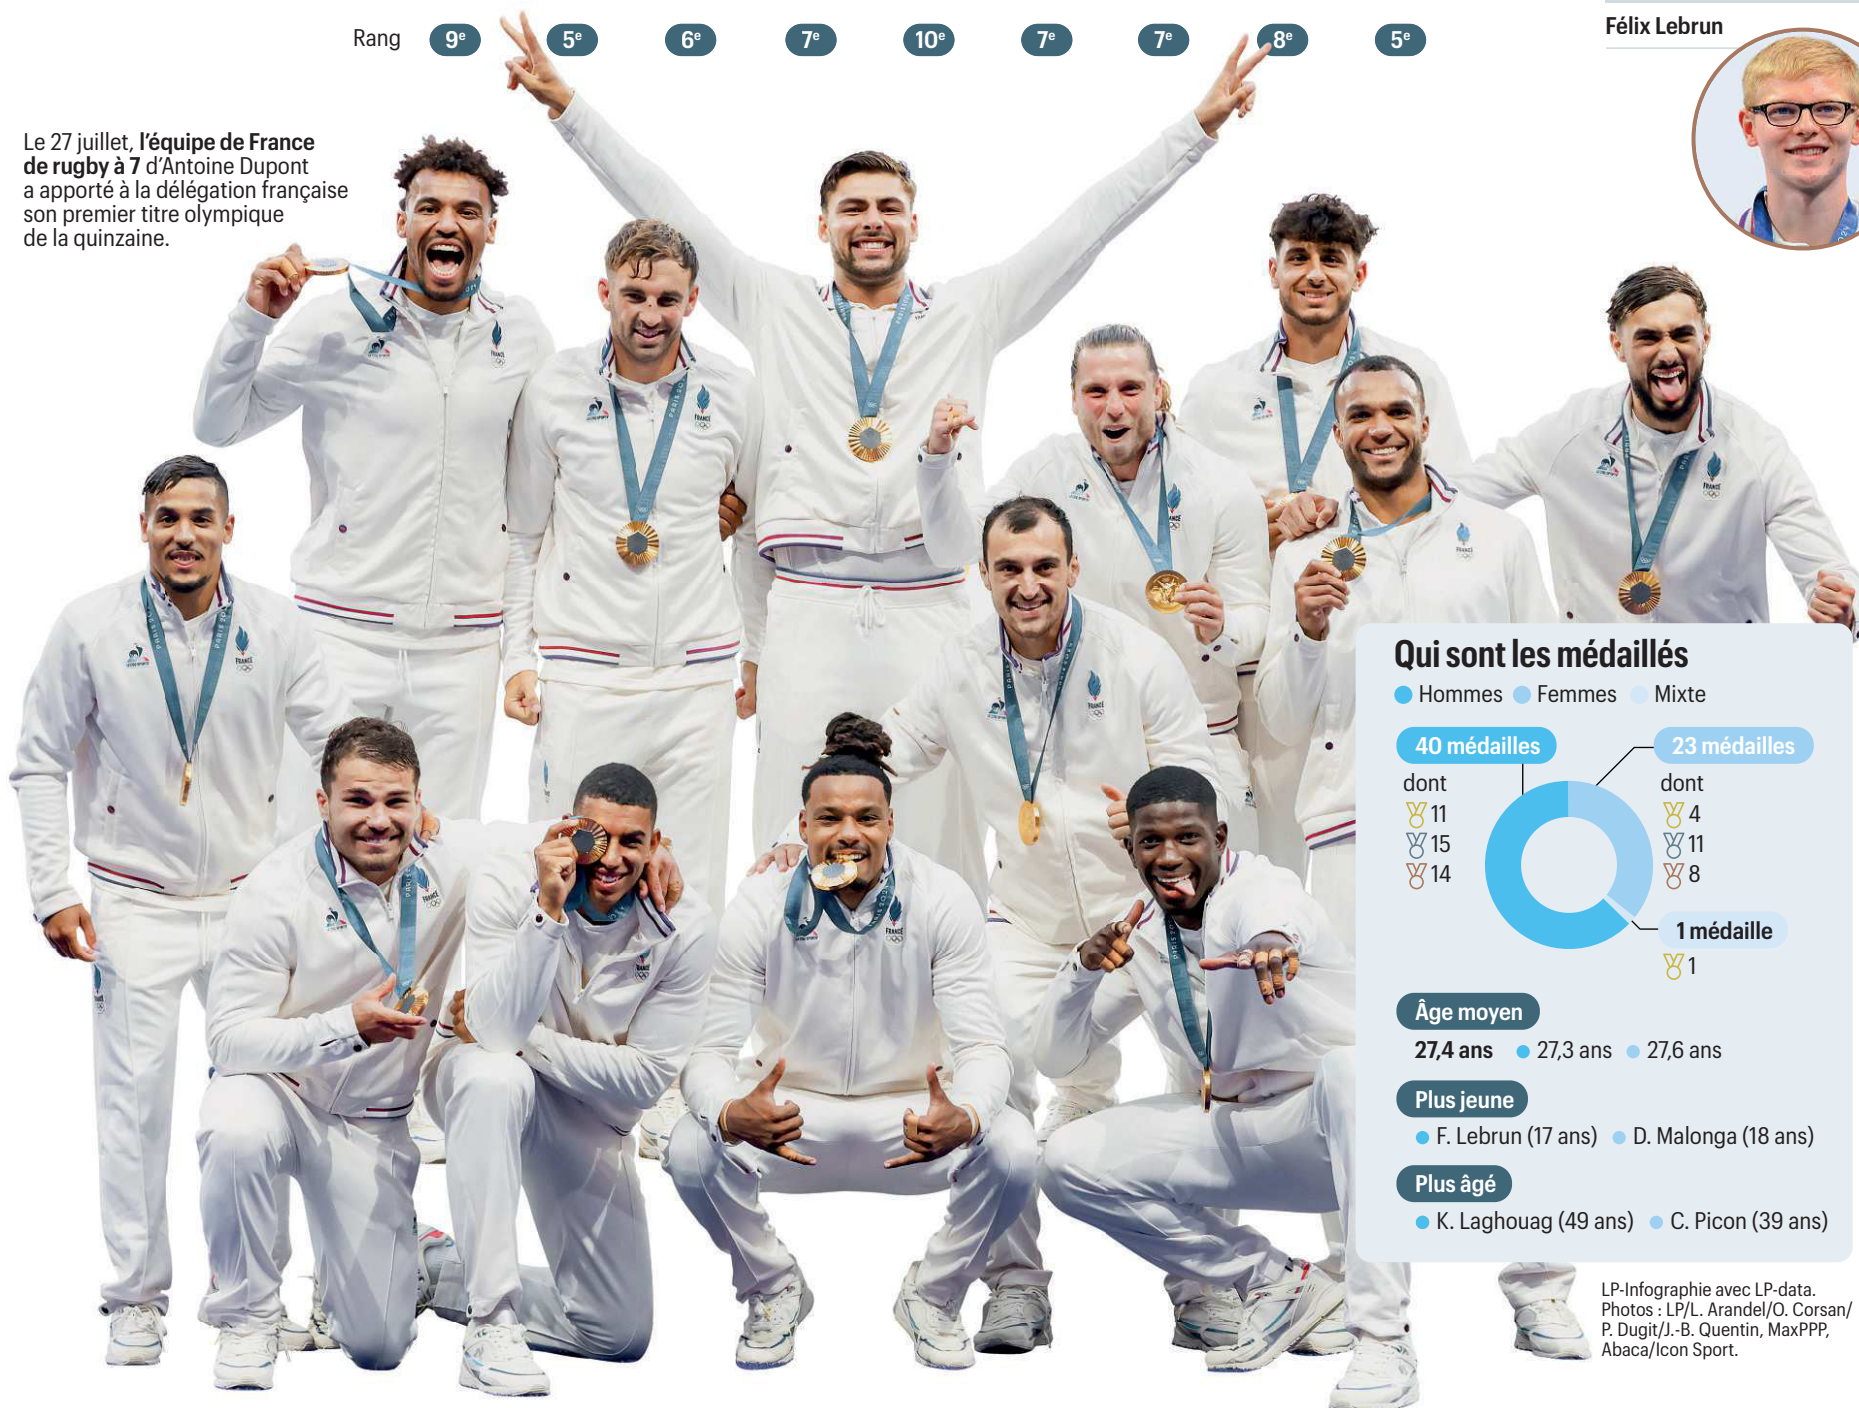 Rang 9e 5e 6e 7e 10e 7e 7e 8e 5e
Félix Lebrun
Le 27 juillet, l'équipe de France
de rugby à 7 d'Antoine Dupont
a apporté à la délégation française
son premier titre olympique
de la quinzaine.
Qui sont les médaillés
Hommes Femmes Mixte
40 médailles
dont
11
15
14
23 médailles
dont
4
11
8
1 médaille
1
Âge moyen
27,4 ans 27,3 ans 27,6 ans
Plus jeune
F. Lebrun (17 ans) D. Malonga (18 ans)
Plus âgé
K. Laghouag (49 ans) C. Picon (39 ans)
LP-Infographie avec LP-data.
Photos : LP/L. Arandel/O. Corsan/
P. Dugit/J.-B. Quentin, MaxPPP,
Abaca/Icon Sport.